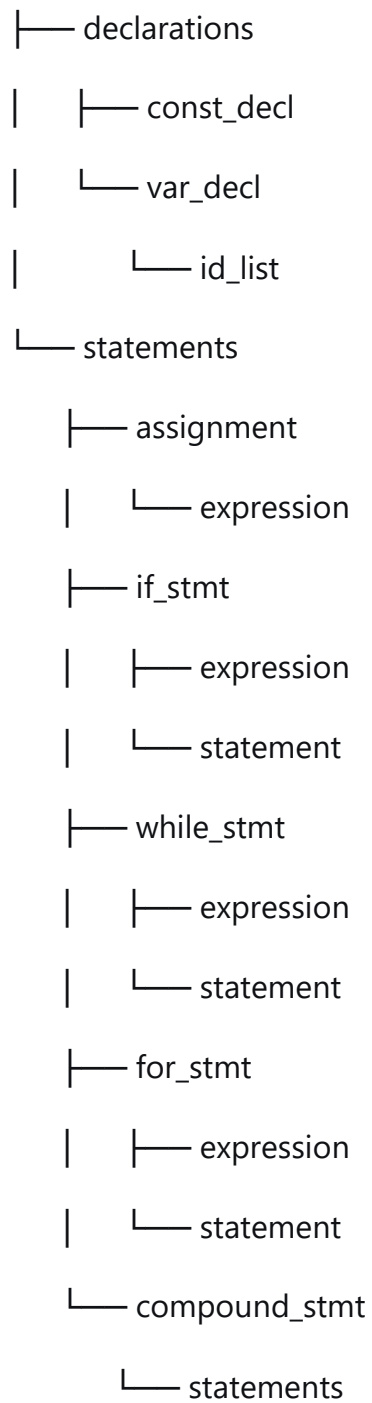 ├── declarations
│   ├── const_decl
│   └── var_decl
│       └── id_list
└── statements
    ├── assignment
    │   └── expression
    ├── if_stmt
    │   ├── expression
    │   └── statement
    ├── while_stmt
    │   ├── expression
    │   └── statement
    ├── for_stmt
    │   ├── expression
    │   └── statement
    └── compound_stmt
        └── statements